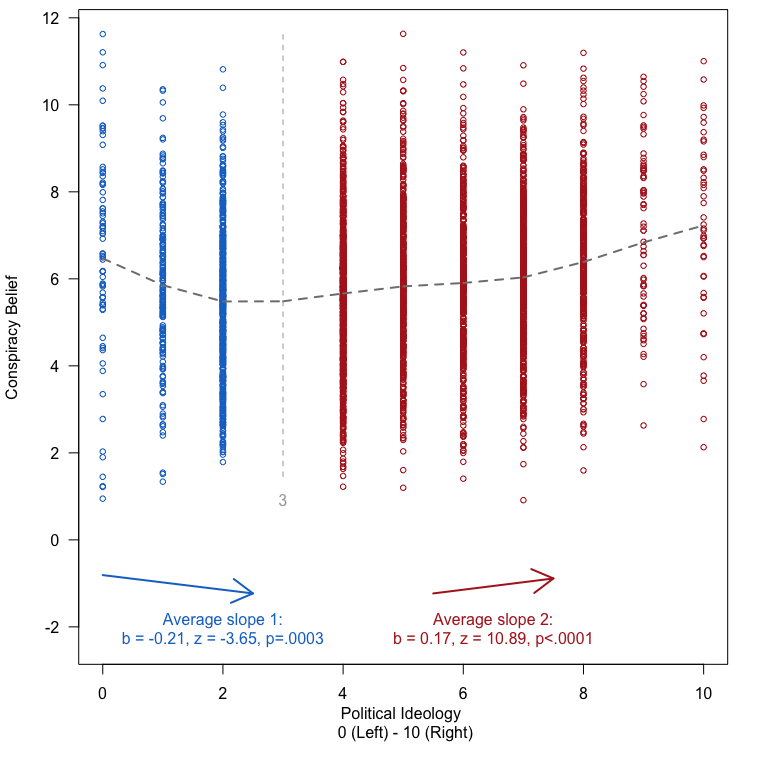 12
10
8
6
4
2
0
-2
Conspiracy Belief
3
Average slope 1:
b = -0.21, z = -3.65, p=.0003
Average slope 2:
b = 0.17, z = 10.89, p<.0001
0 2 4 6 8 10
Political Ideology
0 (Left) - 10 (Right)